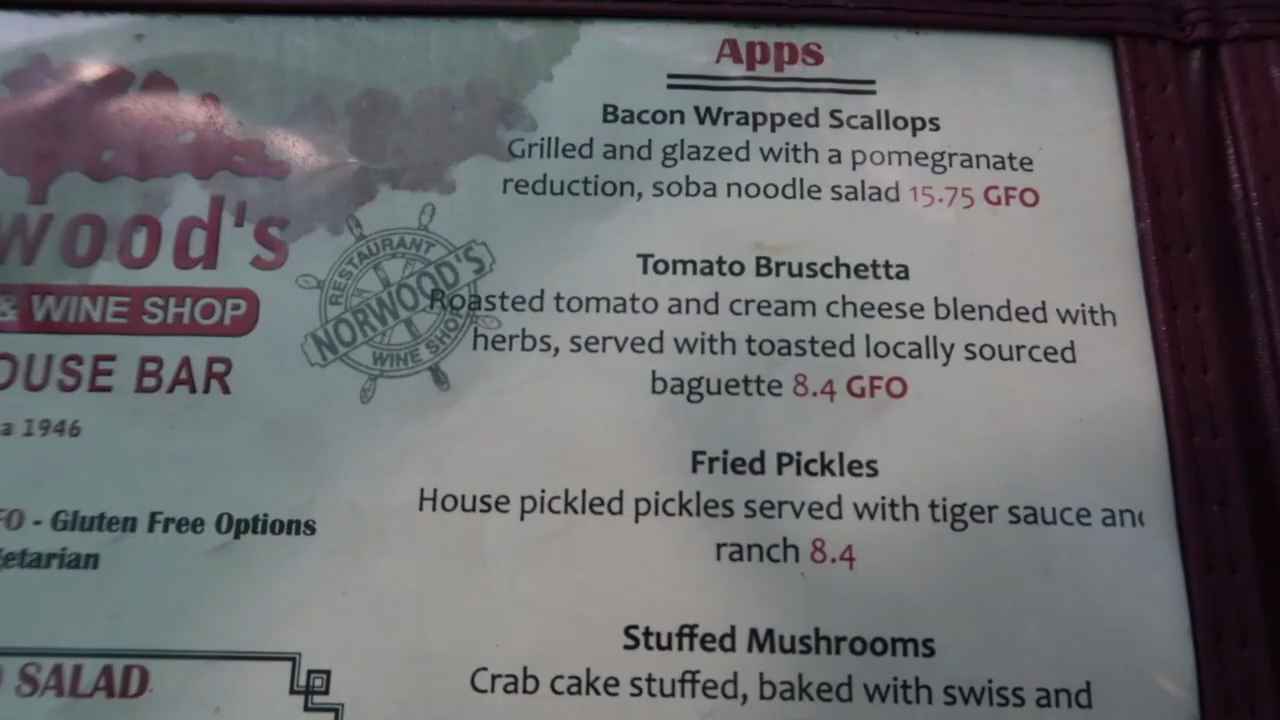 wood's
& WINE SHOP
OUSE BAR
a 1946
FO - Gluten Free Options
etarian
SALAD
RESTAURANT
NORWOOD'S
WINE SHOP
Apps
Bacon Wrapped Scallops
Grilled and glazed with a pomegranate
reduction, soba noodle salad 15.75 GFO
Tomato Bruschetta
Roasted tomato and cream cheese blended with
herbs, served with toasted locally sourced
baguette 8.4 GFO
Fried Pickles
House pickled pickles served with tiger sauce and
ranch 8.4
Stuffed Mushrooms
Crab cake stuffed, baked with swiss and